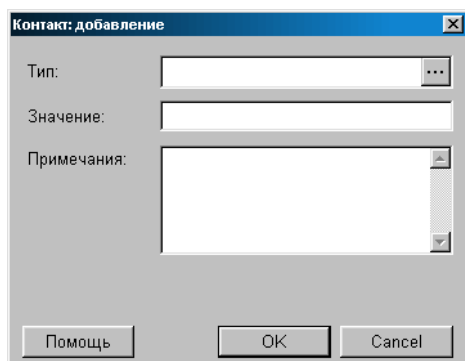 Контакт: добавление
Тип:
Значение:
Примечания:
Помощь OK Cancel